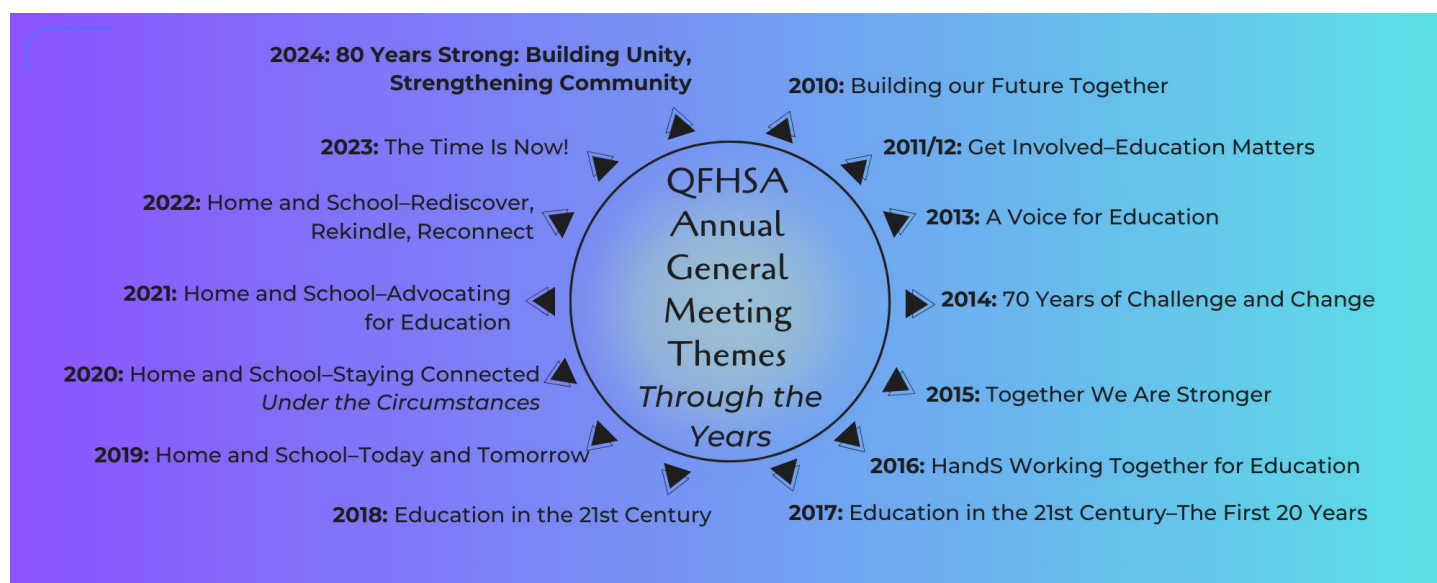 QFHSA
Annual
General
Meeting
Themes
Through the
Years
2010: Building our Future Together
2011/12: Get Involved–Education Matters
2013: A Voice for Education
2014: 70 Years of Challenge and Change
2015: Together We Are Stronger
2016: HandS Working Together for Education
2017: Education in the 21st Century–The First 20 Years
2018: Education in the 21st Century
2019: Home and School–Today and Tomorrow
2020: Home and School–Staying Connected
Under the Circumstances
2021: Home and School–Advocating
for Education
2022: Home and School–Rediscover,
Rekindle, Reconnect
2023: The Time Is Now!
2024: 80 Years Strong: Building Unity,
Strengthening Community